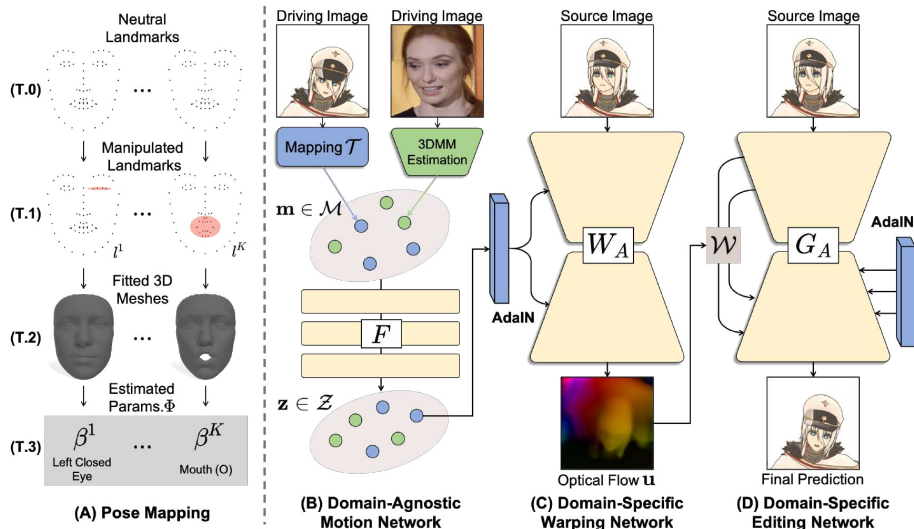 Neutral Landmarks
(T.0)
...
Manipulated Landmarks
(T.1)
...
l^1
l^K
Fitted 3D Meshes
(T.2)
...
Estimated Params.Φ
(T.3)
β^1
...
β^K
Left Closed Eye
Mouth (O)
(A) Pose Mapping
Driving Image
Driving Image
Mapping 𝒯
3DMM Estimation
m ∈ ℳ
F
z ∈ 𝒵
(B) Domain-Agnostic Motion Network
Source Image
AdaIN
W_A
Optical Flow u
(C) Domain-Specific Warping Network
Source Image
𝒲
G_A
AdaIN
Final Prediction
(D) Domain-Specific Editing Network